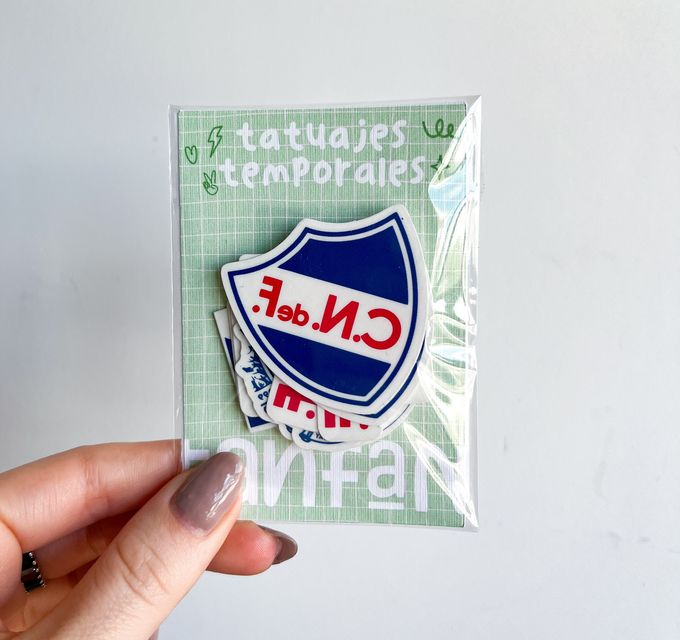 tatuajes
temporales
C.N.deF.